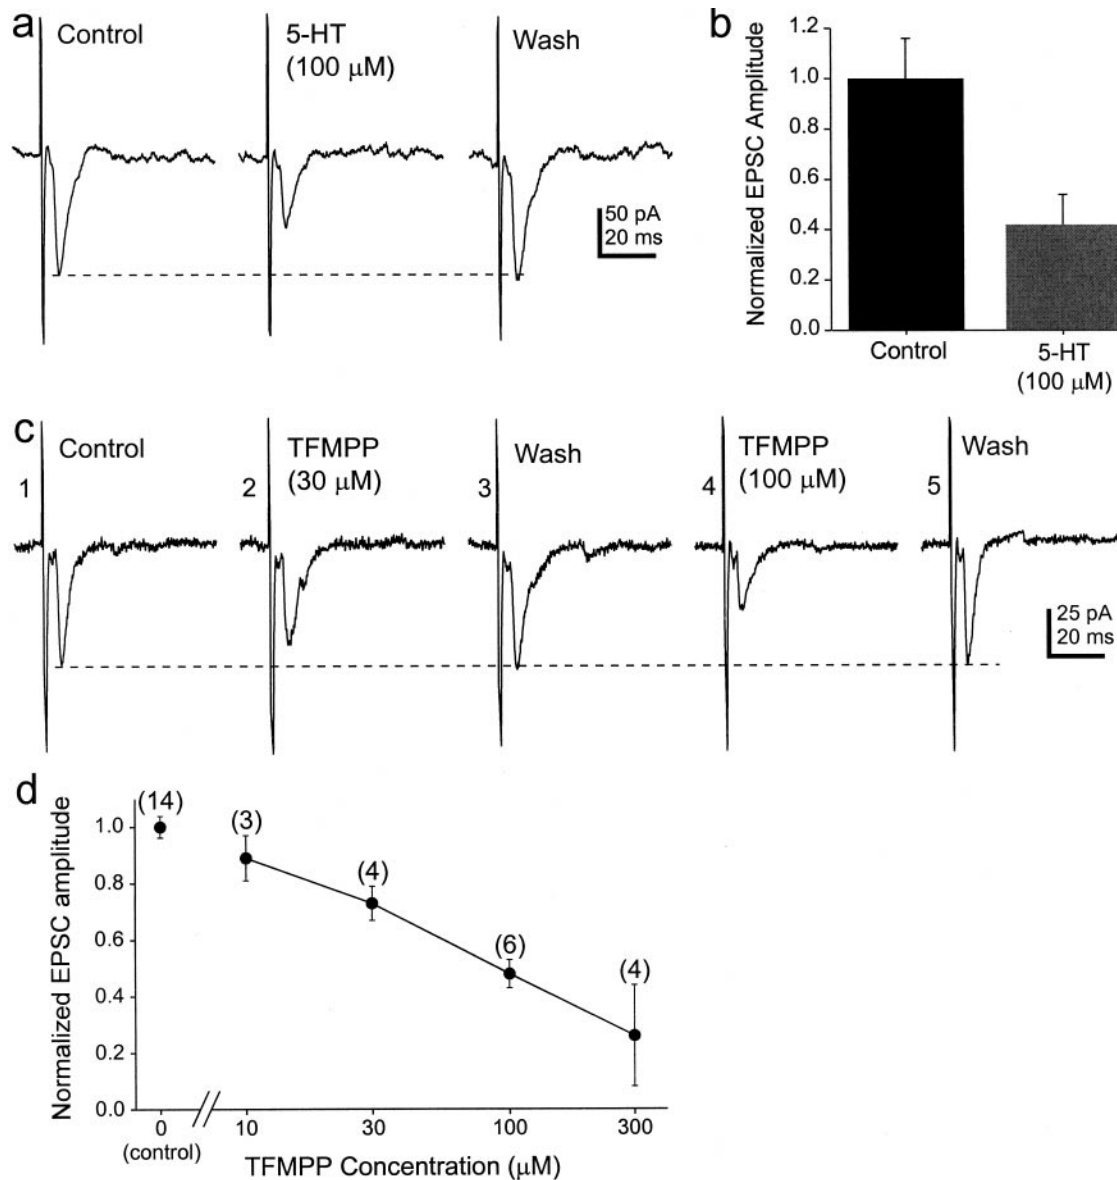 a
Control
5-HT
(100 μM)
Wash
50 pA
20 ms
b
Normalized EPSC Amplitude
1.2
1.0
0.8
0.6
0.4
0.2
0.0
Control
5-HT
(100 μM)
c
1
Control
2
TFMPP
(30 μM)
3
Wash
4
TFMPP
(100 μM)
5
Wash
25 pA
20 ms
d
Normalized EPSC amplitude
1.0
0.8
0.6
0.4
0.2
0.0
(14)
(3)
(4)
(6)
(4)
0
(control)
10
30
100
300
TFMPP Concentration (μM)